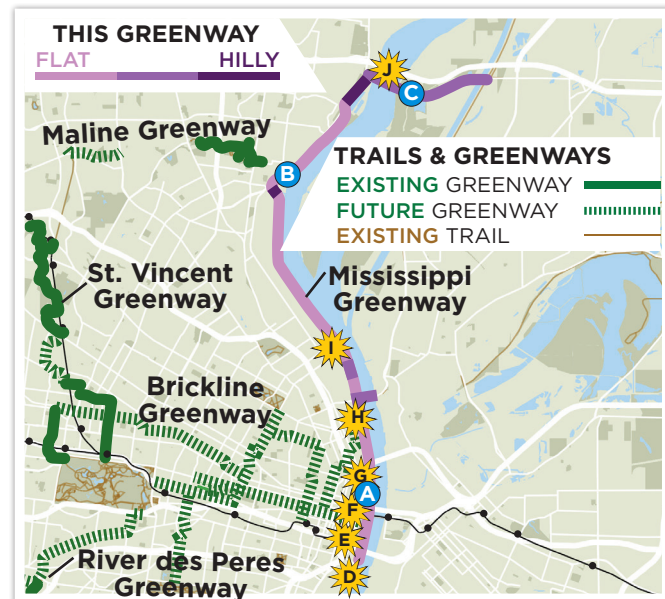 THIS GREENWAY
FLAT HILLY
J
C
Maline Greenway
B
TRAILS & GREENWAYS
EXISTING GREENWAY
FUTURE GREENWAY
EXISTING TRAIL
St. Vincent
Greenway
Mississippi
Greenway
I
Brickline
Greenway
H
G
A
F
E
River des Peres
Greenway
D